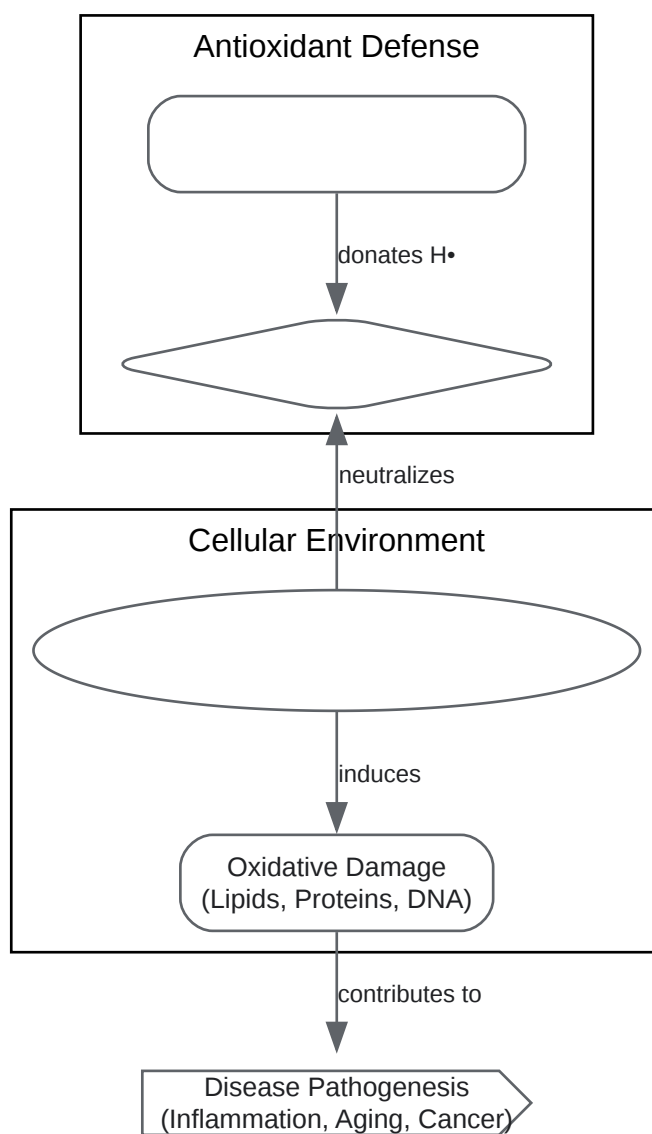 Antioxidant Defense
donates H•
neutralizes
Cellular Environment
induces
Oxidative Damage
(Lipids, Proteins, DNA)
contributes to
Disease Pathogenesis
(Inflammation, Aging, Cancer)